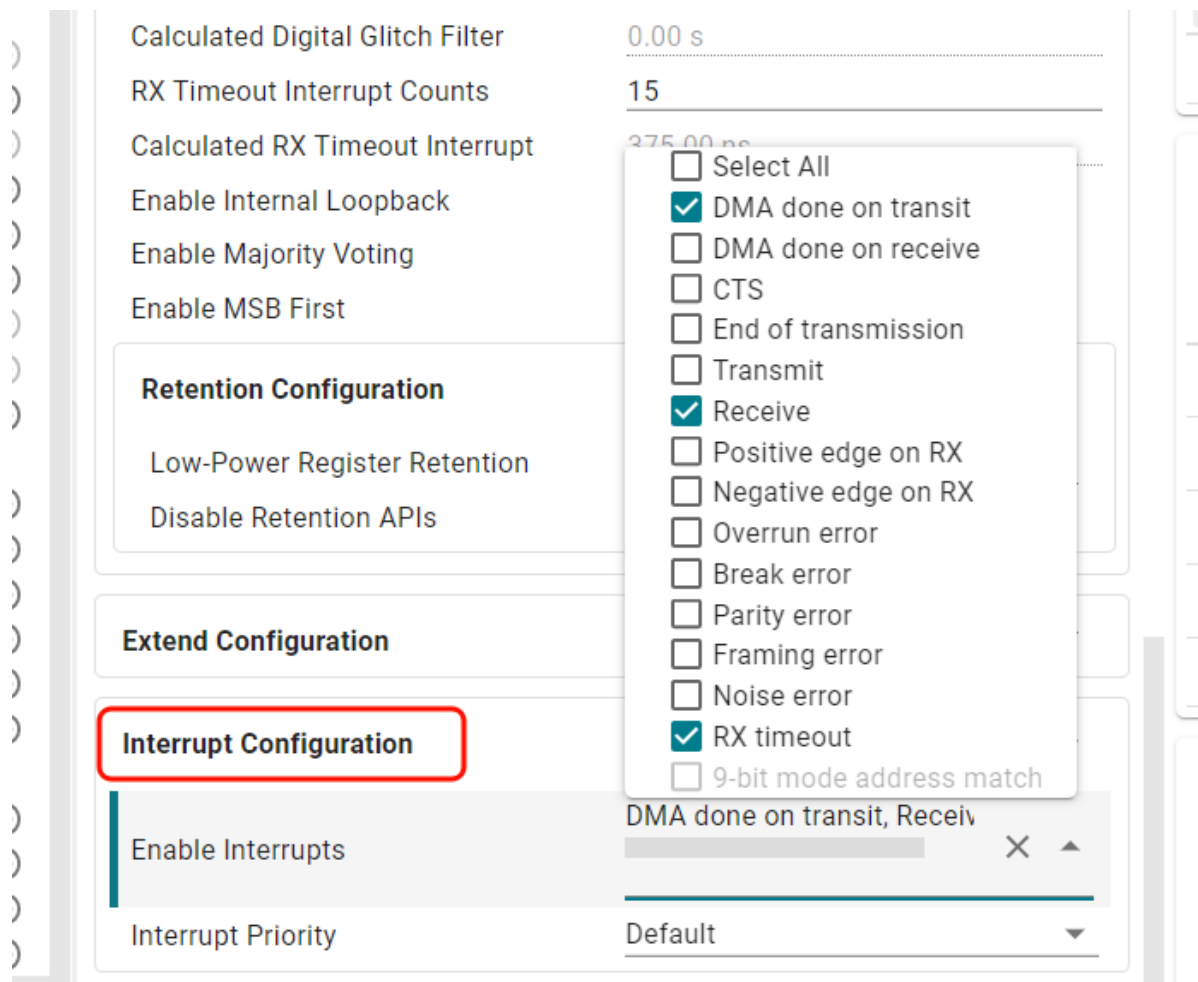 Calculated Digital Glitch Filter 0.00 s
RX Timeout Interrupt Counts 15
Calculated RX Timeout Interrupt 375.00 ns
Enable Internal Loopback
Enable Majority Voting
Enable MSB First
Select All
DMA done on transit
DMA done on receive
CTS
End of transmission
Transmit
Receive
Positive edge on RX
Negative edge on RX
Overrun error
Break error
Parity error
Framing error
Noise error
RX timeout
9-bit mode address match
Retention Configuration
Low-Power Register Retention
Disable Retention APIs
Extend Configuration
Interrupt Configuration
Enable Interrupts DMA done on transit, Receiv
Interrupt Priority Default